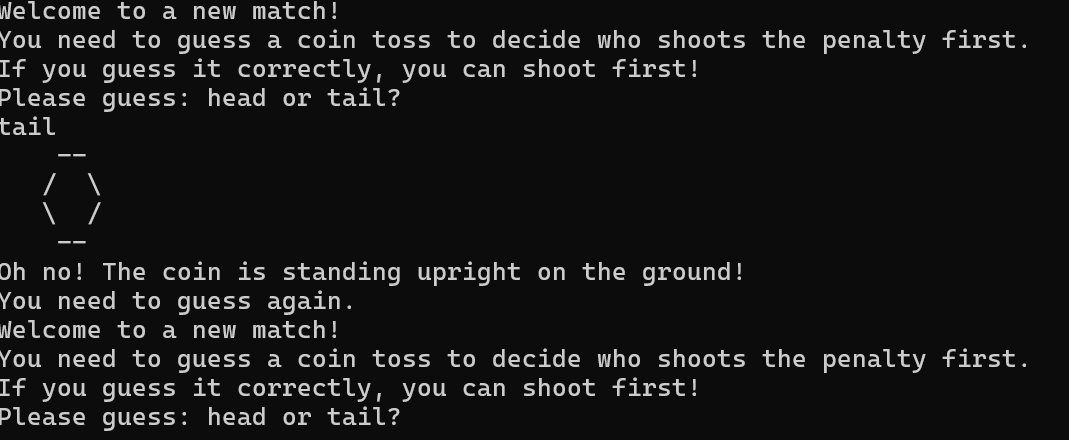 Welcome to a new match!
You need to guess a coin toss to decide who shoots the penalty first.
If you guess it correctly, you can shoot first!
Please guess: head or tail?
tail
    --
   /  \
   \  /
    --
Oh no! The coin is standing upright on the ground!
You need to guess again.
Welcome to a new match!
You need to guess a coin toss to decide who shoots the penalty first.
If you guess it correctly, you can shoot first!
Please guess: head or tail?